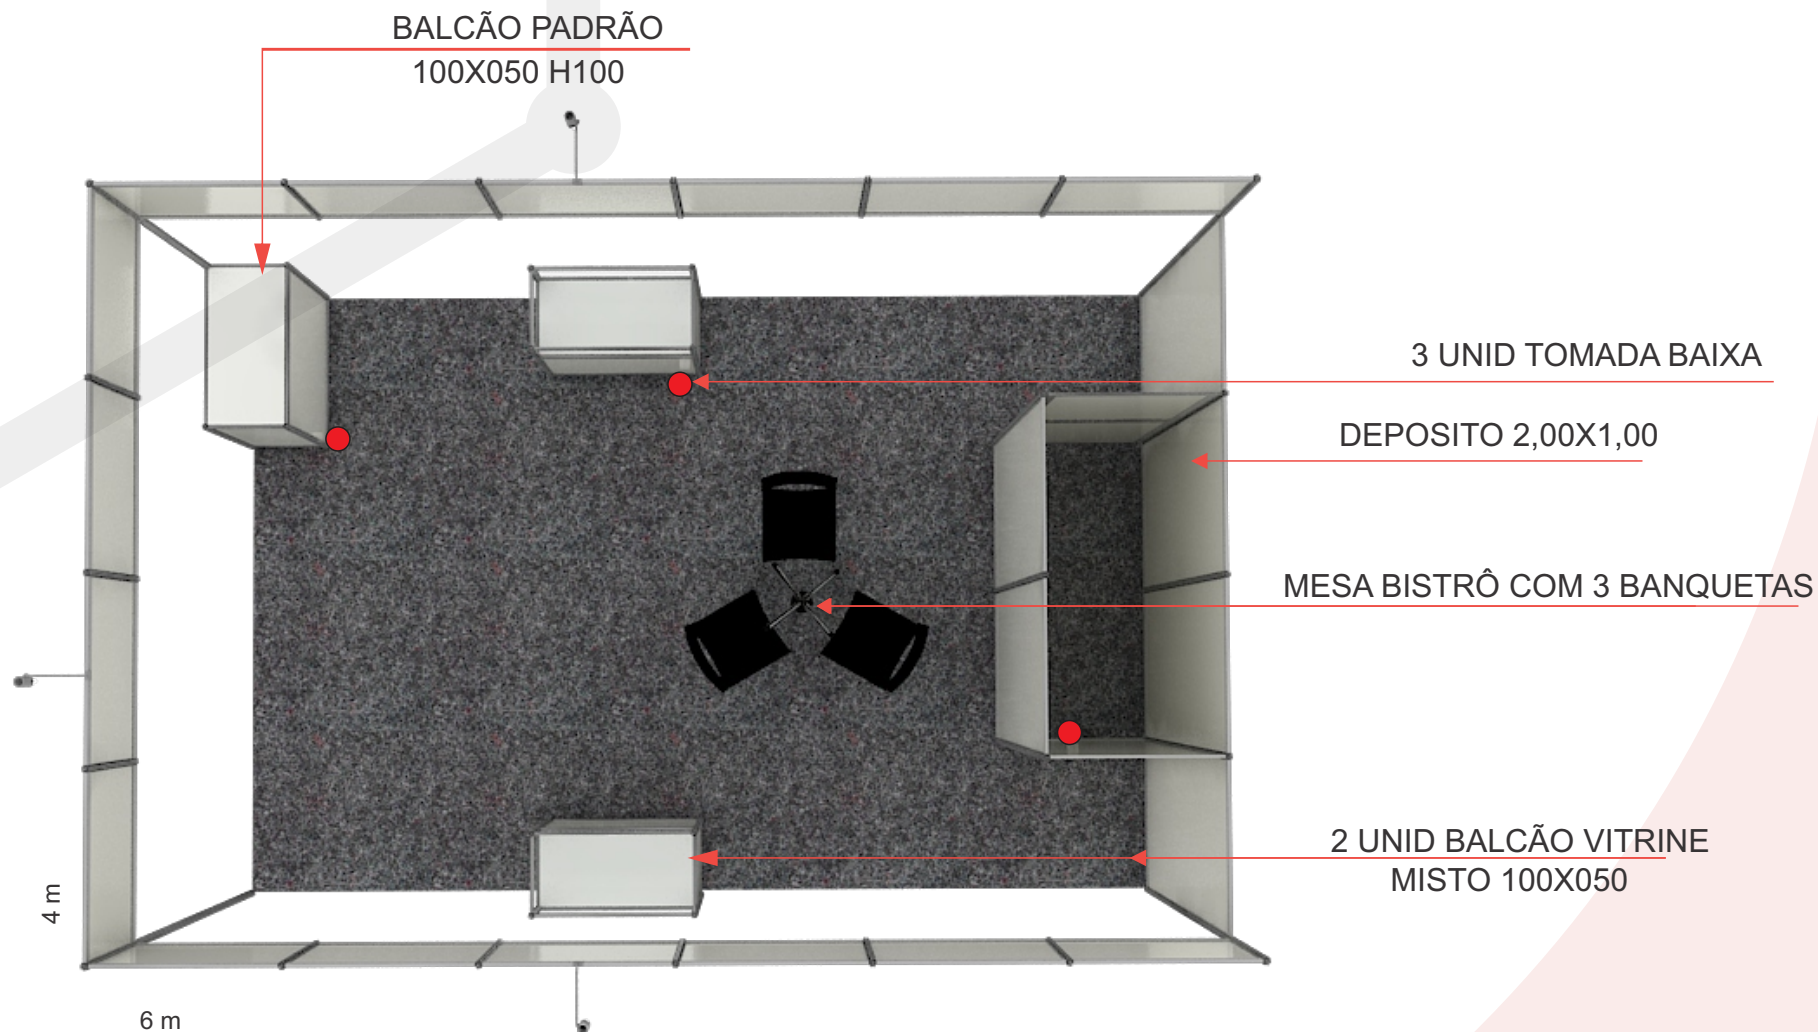 BALCÃO PADRÃO
100X050 H100
3 UNID TOMADA BAIXA
DEPOSITO 2,00X1,00
MESA BISTRÔ COM 3 BANQUETAS
2 UNID BALCÃO VITRINE
MISTO 100X050
4 m
6 m